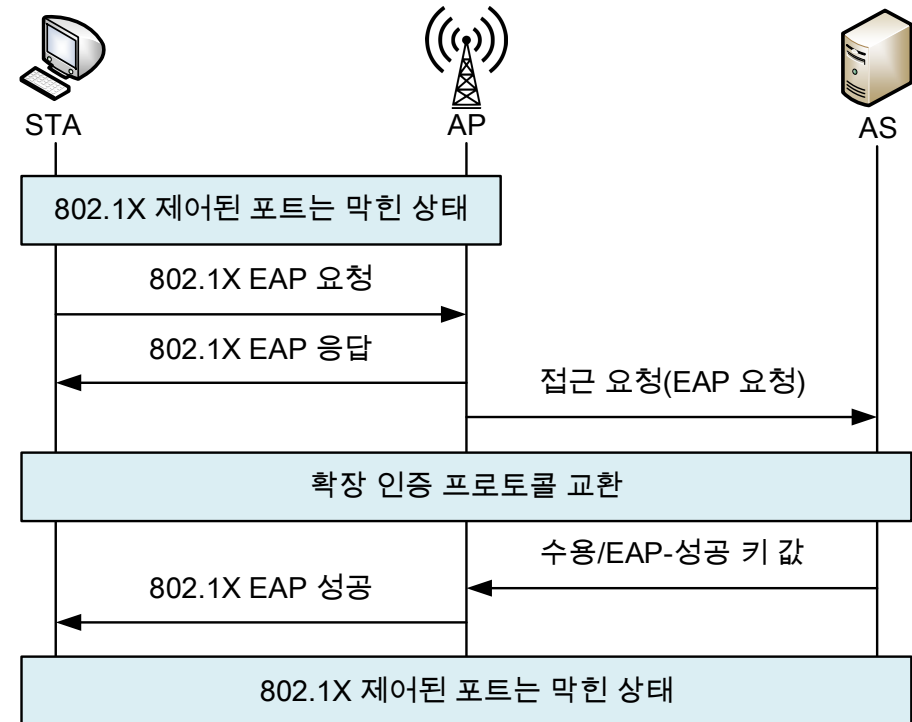 STA
AP
AS
802.1X 제어된 포트는 막힌 상태
802.1X EAP 요청
802.1X EAP 응답
접근 요청(EAP 요청)
확장 인증 프로토콜 교환
수용/EAP-성공 키 값
802.1X EAP 성공
802.1X 제어된 포트는 막힌 상태